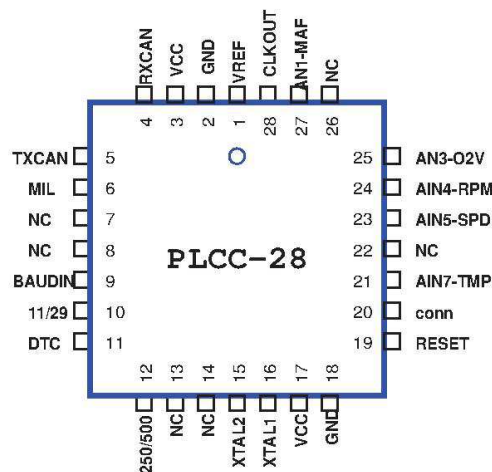 RXCAN VCC GND VREF CLKOUT AN1-MAF NC
4 3 2 1 28 27 26
TXCAN 5 25 AN3-O2V
MIL 6 24 AIN4-RPM
NC 7 23 AIN5-SPD
NC 8 22 NC
PLCC-28
BAUDIN 9 21 AIN7-TMP
11/29 10 20 conn
DTC 11 19 RESET
12 13 14 15 16 17 18
250/500 NC NC XTAL2 XTAL1 VCC GND